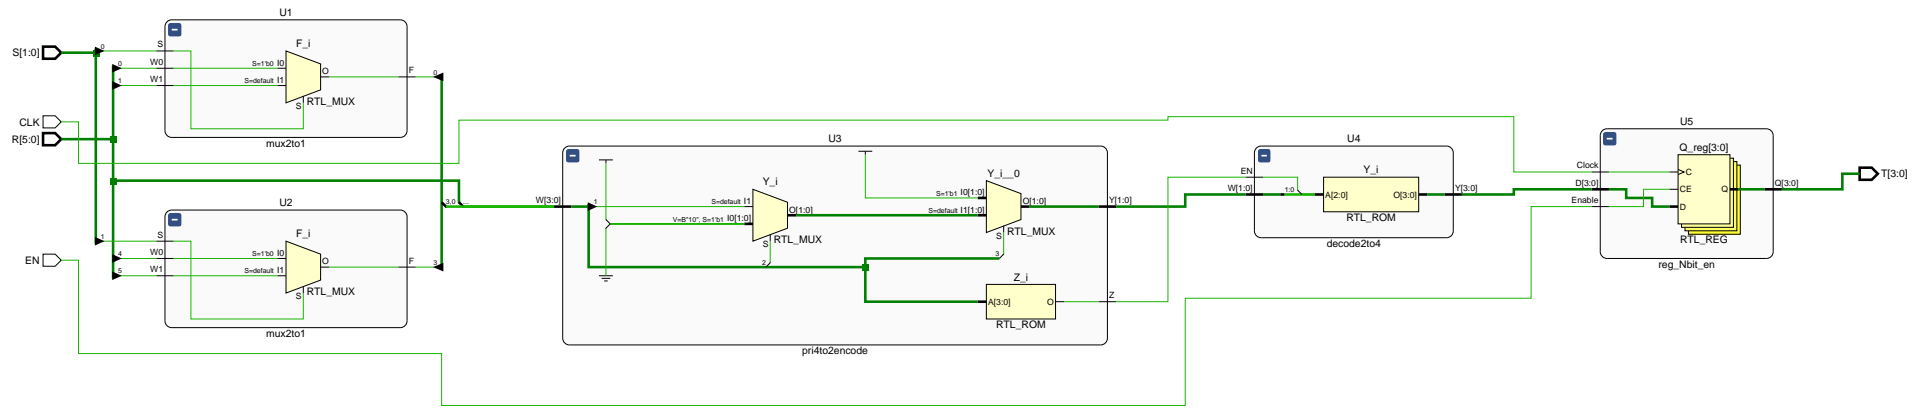 U1
S[1:0]
0
S
F_i
0
W0
S=1'b0 I0
1
W1
S=default I1
O
F
0
S
RTL_MUX
mux2to1
CLK
R[5:0]
U2
1
S
F_i
4
W0
S=1'b0 I0
5
W1
S=default I1
O
F
3
S
RTL_MUX
mux2to1
EN
3,0
...
U3
W[3:0]
1
Y_i
S=default I1
V=B"10", S=1'b1 I0[1:0]
O[1:0]
S
RTL_MUX
2
Y_i__0
S=1'b1 I0[1:0]
S=default I1[1:0]
O[1:0]
S
RTL_MUX
3
Y[1:0]
Z_i
A[3:0]
O
Z
RTL_ROM
pri4to2encode
U4
EN
W[1:0]
1:0
Y_i
A[2:0]
O[3:0]
RTL_ROM
Y[3:0]
decode2to4
U5
Q_reg[3:0]
Clock
D[3:0]
Enable
C
CE
D
Q
RTL_REG
Q[3:0]
reg_Nbit_en
T[3:0]